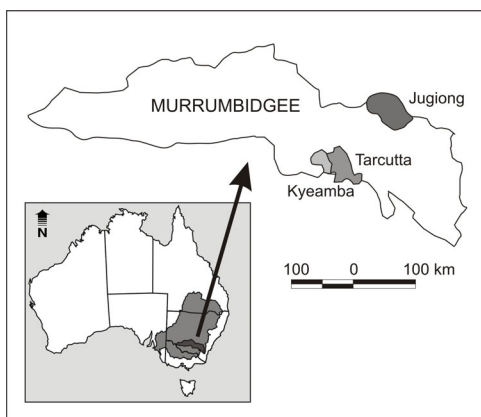 Jugiong
MURRUMBIDGEE
Tarcutta
Kyeamba
N
100 0 100 km